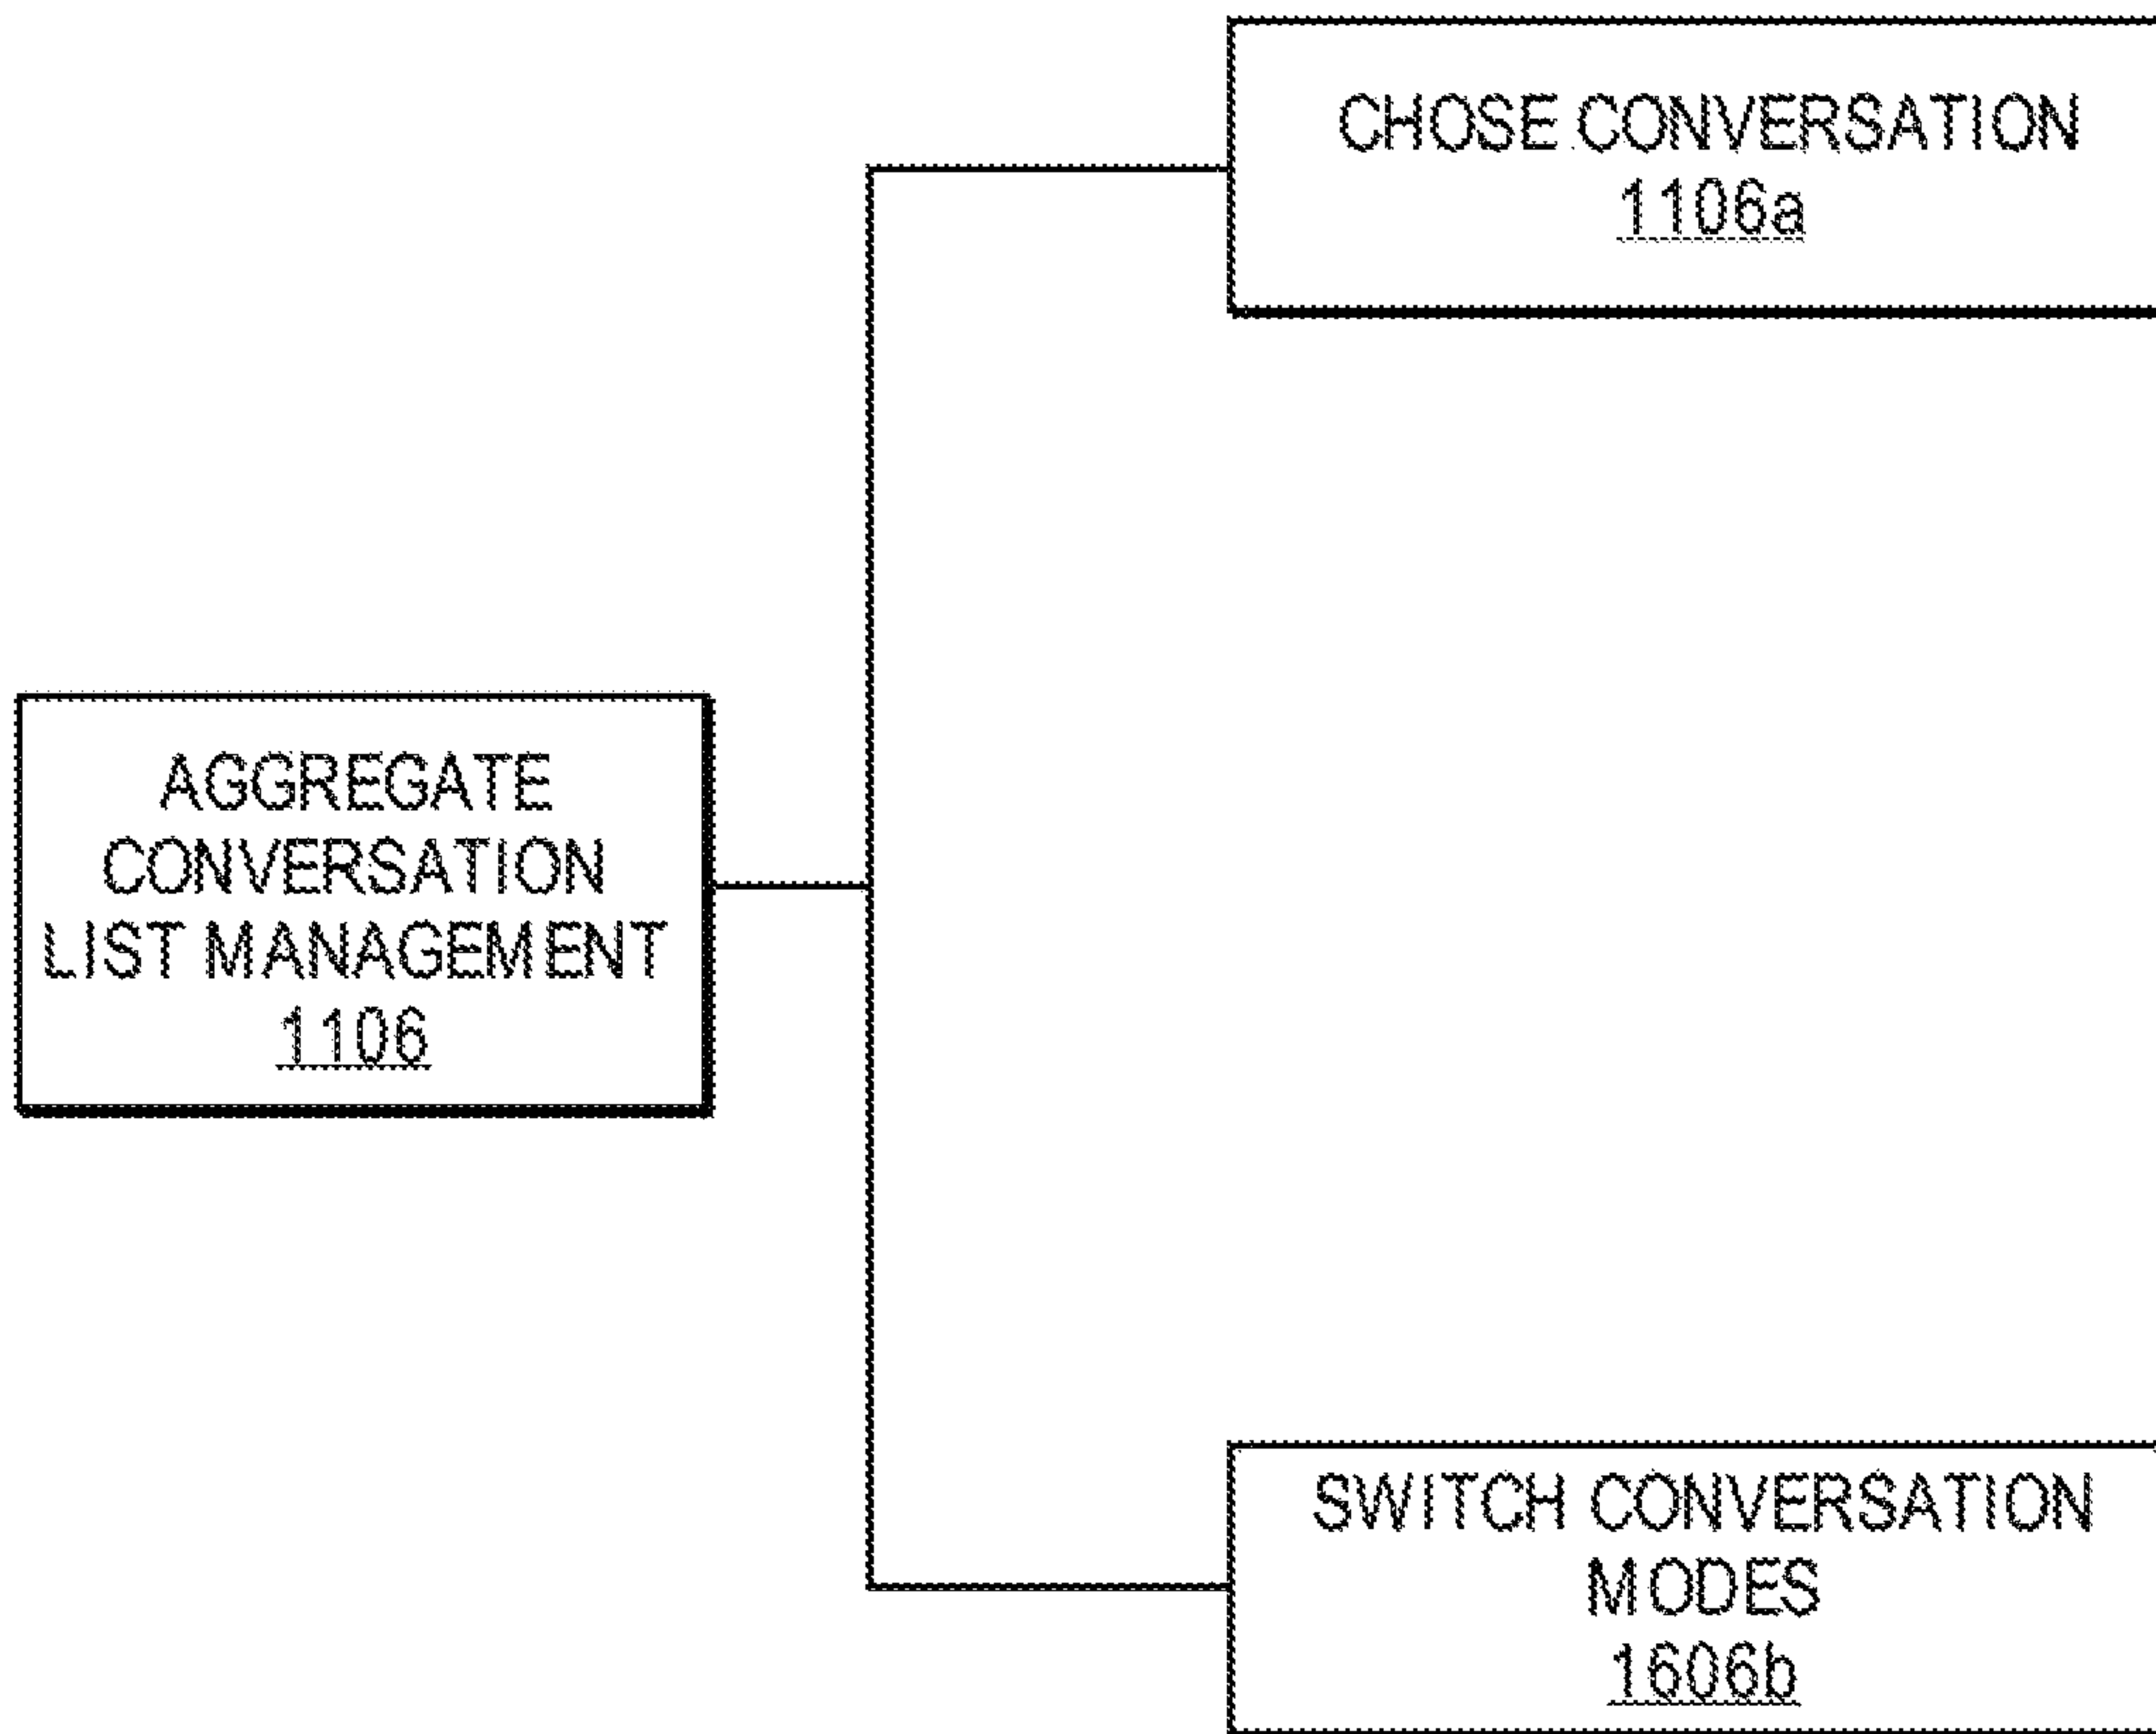 CHOSE CONVERSATION
1106a
AGGREGATE
CONVERSATION
LIST MANAGEMENT
1106
SWITCH CONVERSATION
MODES
1606b